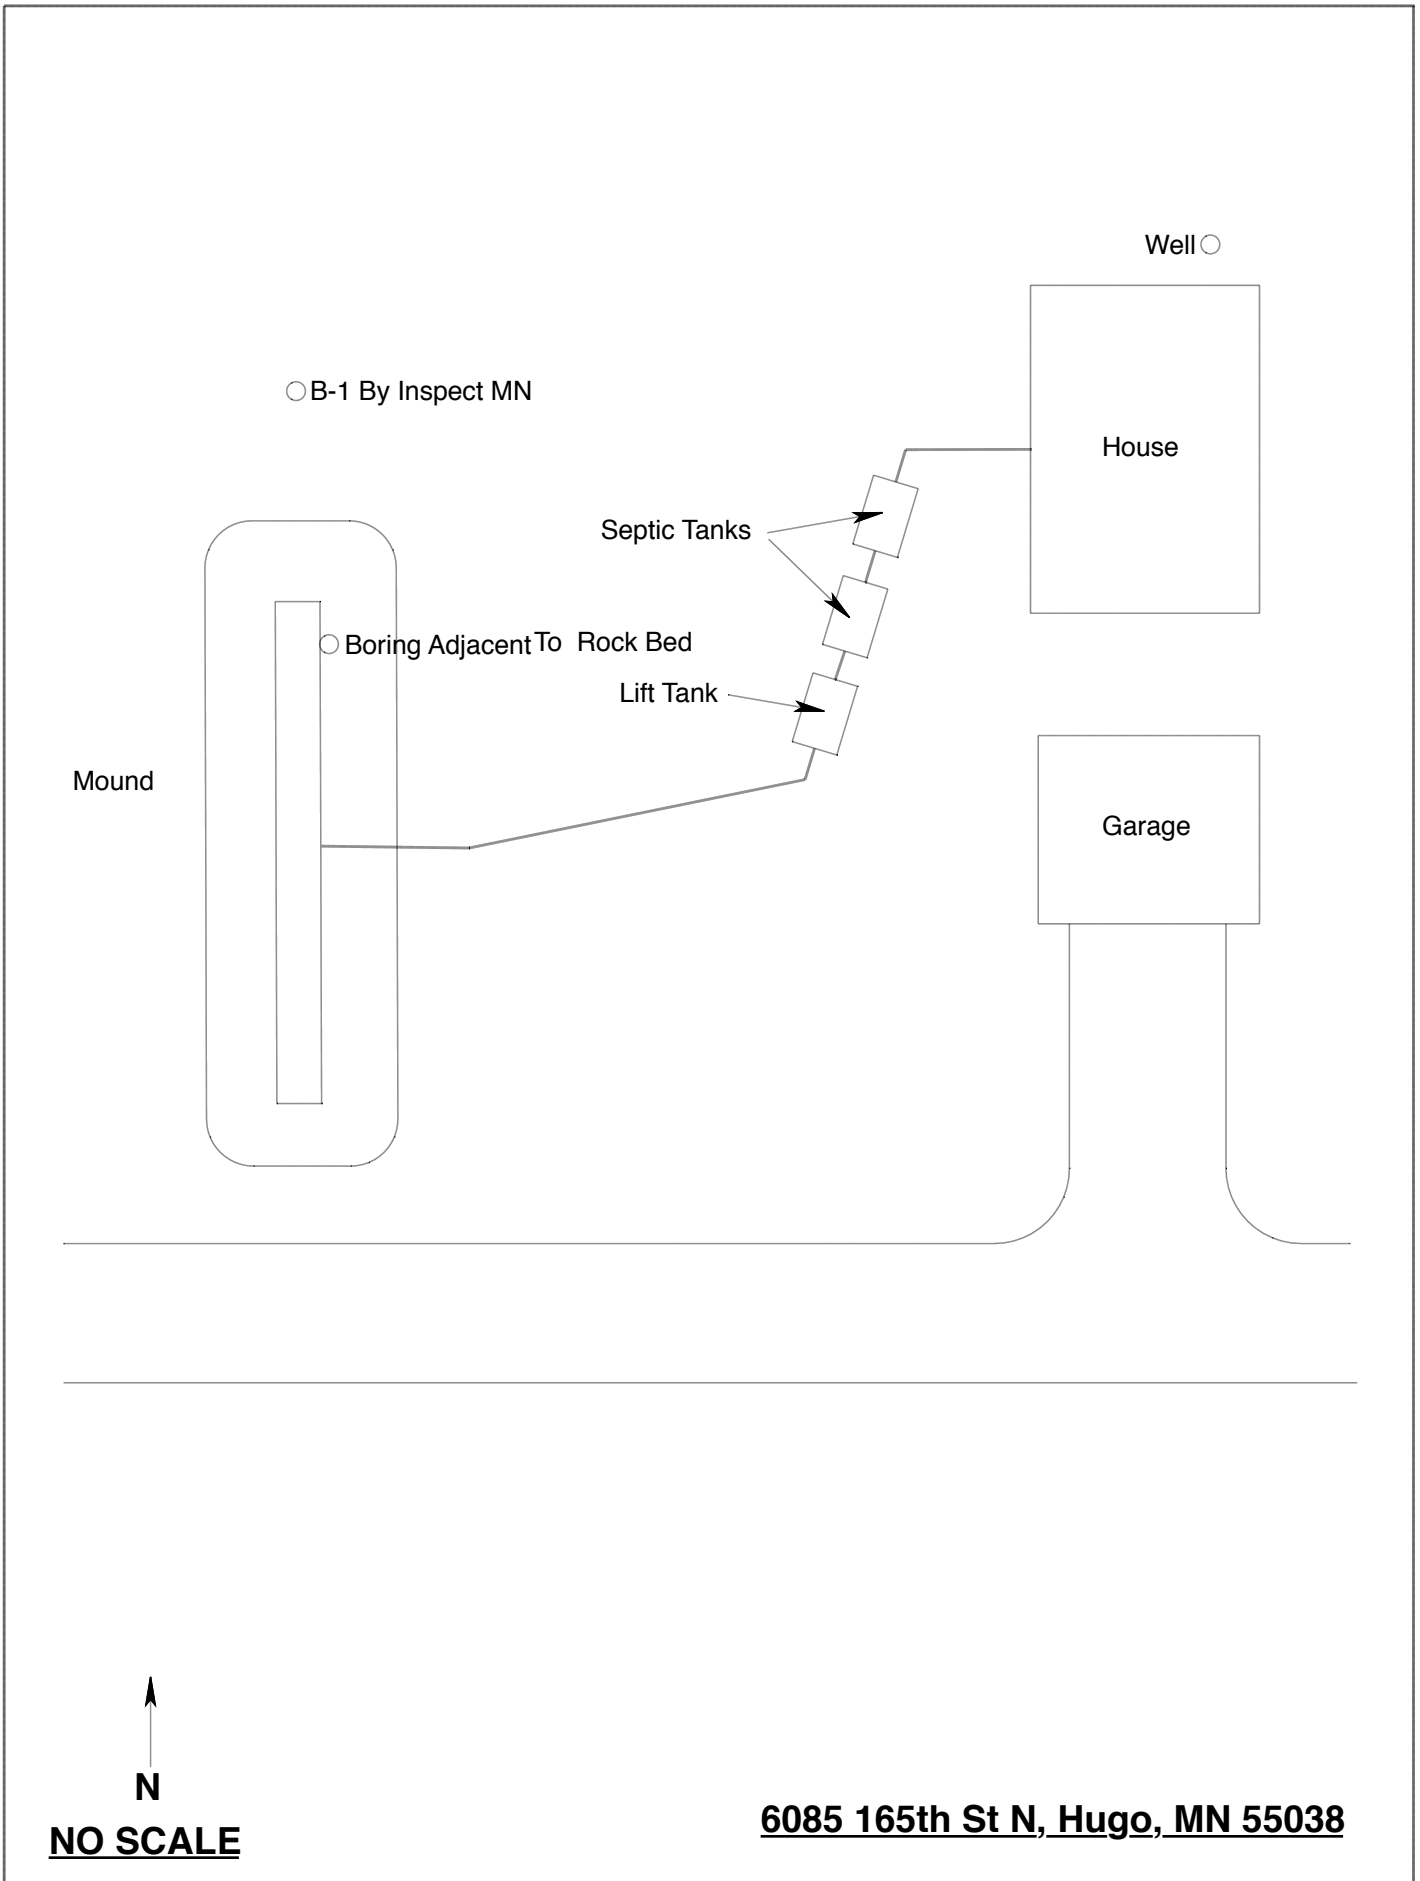 Well
B-1 By Inspect MN
House
Septic Tanks
Boring Adjacent To Rock Bed
Lift Tank
Mound
Garage
N
NO SCALE
6085 165th St N, Hugo, MN 55038